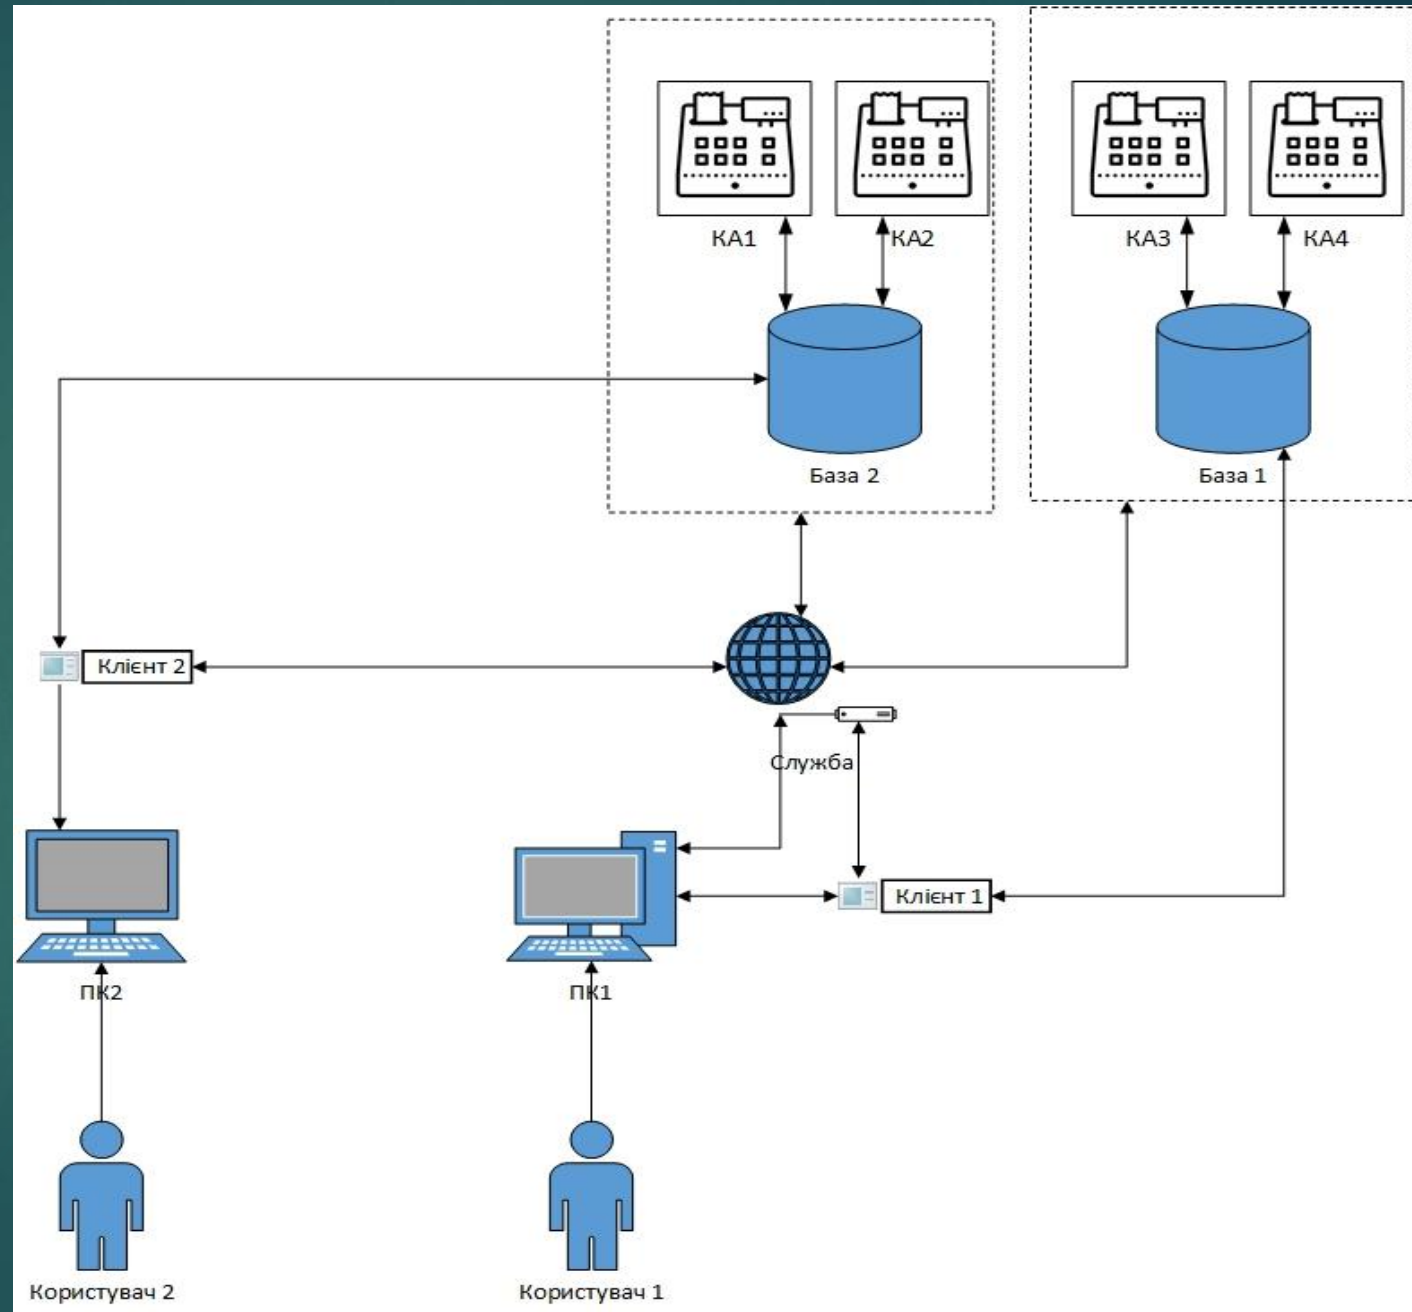 КА1
КА2
КА3
КА4
База 2
База 1
Клієнт 2
Служба
Клієнт 1
ПК2
ПК1
Користувач 2
Користувач 1